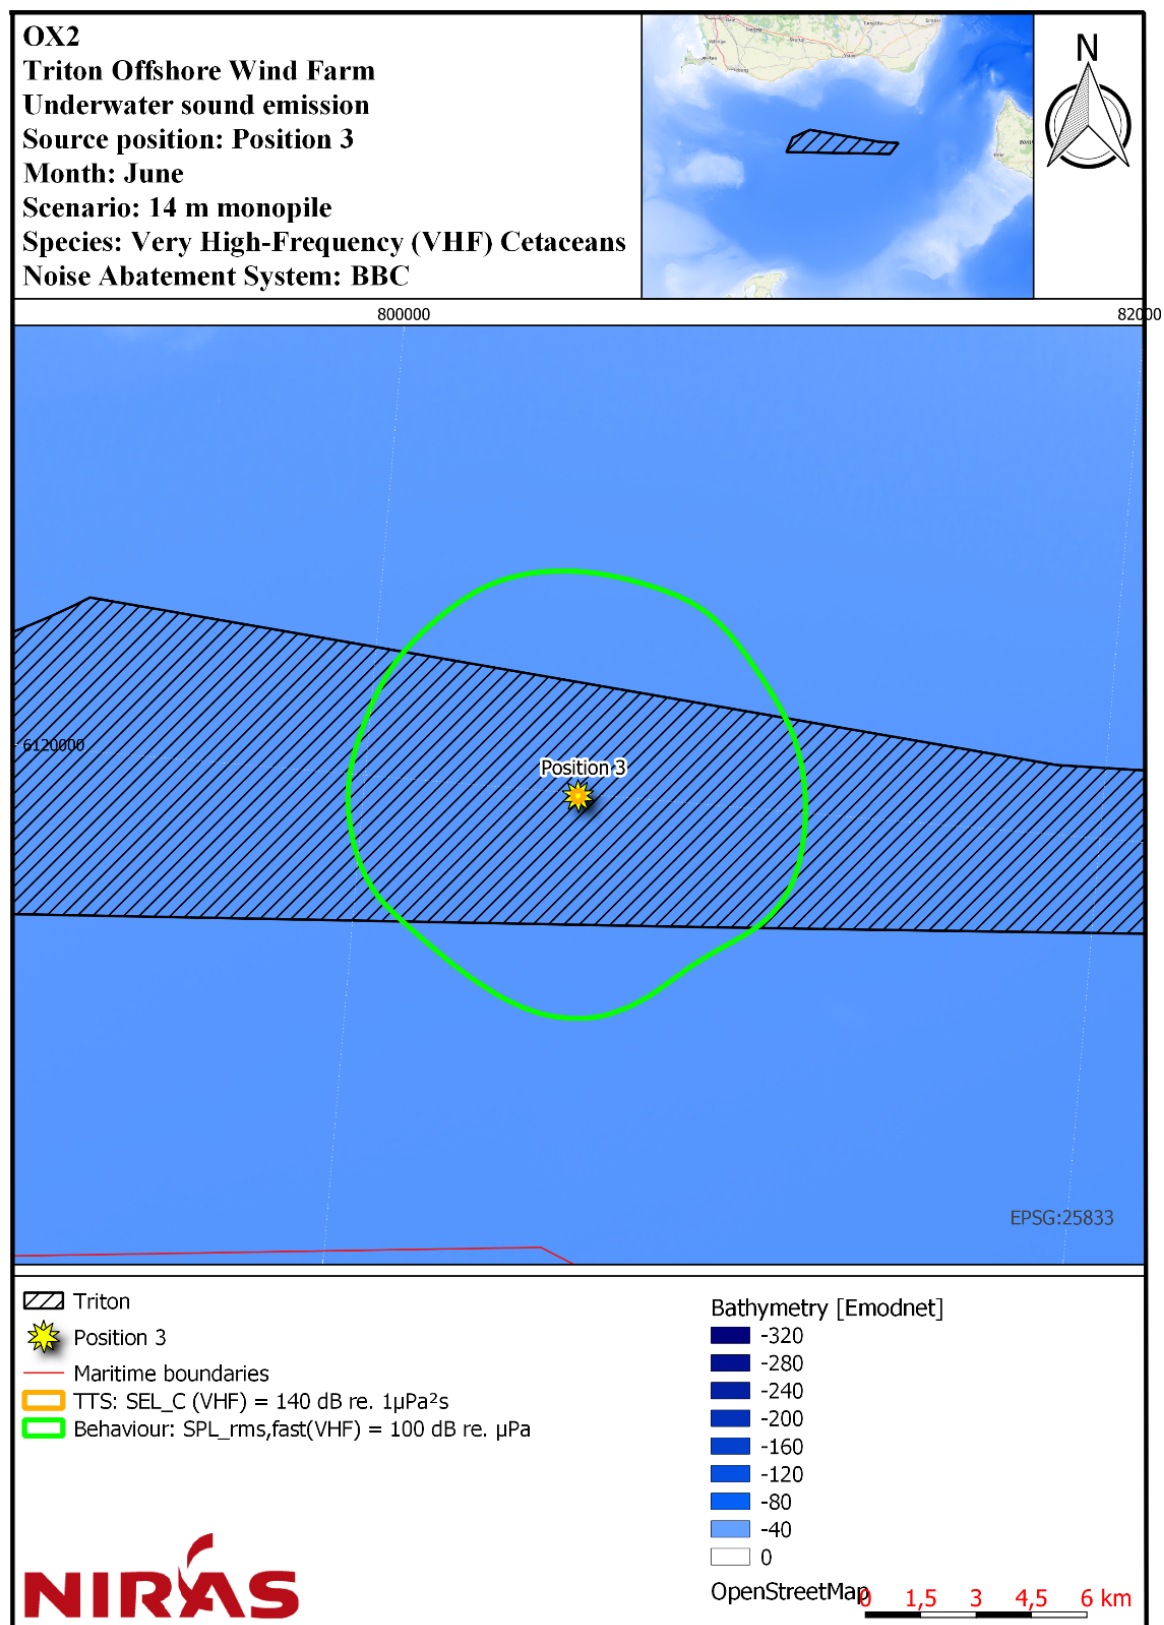 OX2
Triton Offshore Wind Farm
Underwater sound emission
Source position: Position 3
Month: June
Scenario: 14 m monopile
Species: Very High-Frequency (VHF) Cetaceans
Noise Abatement System: BBC
N
800000
82000
6120000
Position 3
EPSG:25833
Triton
Position 3
Maritime boundaries
TTS: SEL_C (VHF) = 140 dB re. 1µPa²s
Behaviour: SPL_rms,fast(VHF) = 100 dB re. µPa
Bathymetry [Emodnet]
-320
-280
-240
-200
-160
-120
-80
-40
0
OpenStreetMap
0 1,5 3 4,5 6 km
NIRAS